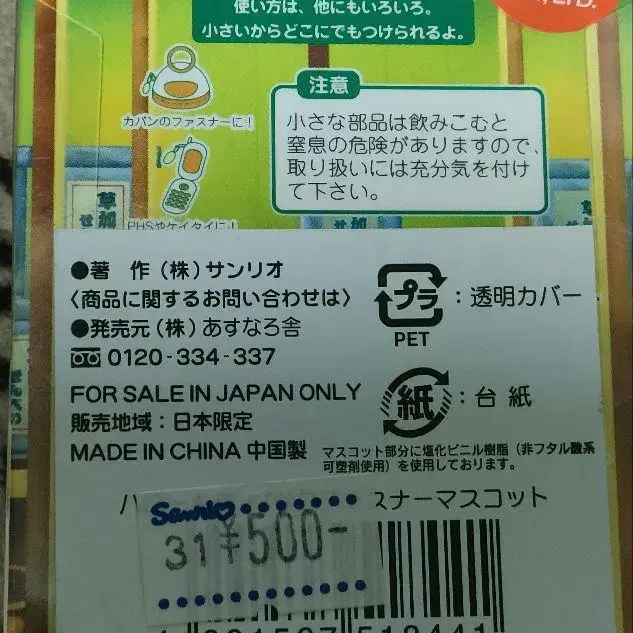 使い方は、他にもいろいろ。
小さいからどこにでもつけられるよ。
LTD.
注意
小さな部品は飲みこむと
窒息の危険がありますので、
取り扱いには充分気を付け
て下さい。
カバンのファスナーに!
PHSやケイタイに!
草加
せ
●著 作(株)サンリオ
〈商品に関するお問い合わせは〉
●発売元(株)あすなろ舎
0120-334-337
FOR SALE IN JAPAN ONLY
販売地域:日本限定
MADE IN CHINA 中国製
プラ
:透明カバー
PET
紙
:台紙
マスコット部分に塩化ビニル樹脂(非フタル酸系
可塑剤使用)を使用しております。
スナーマスコット
Sanrio
31 ¥500-